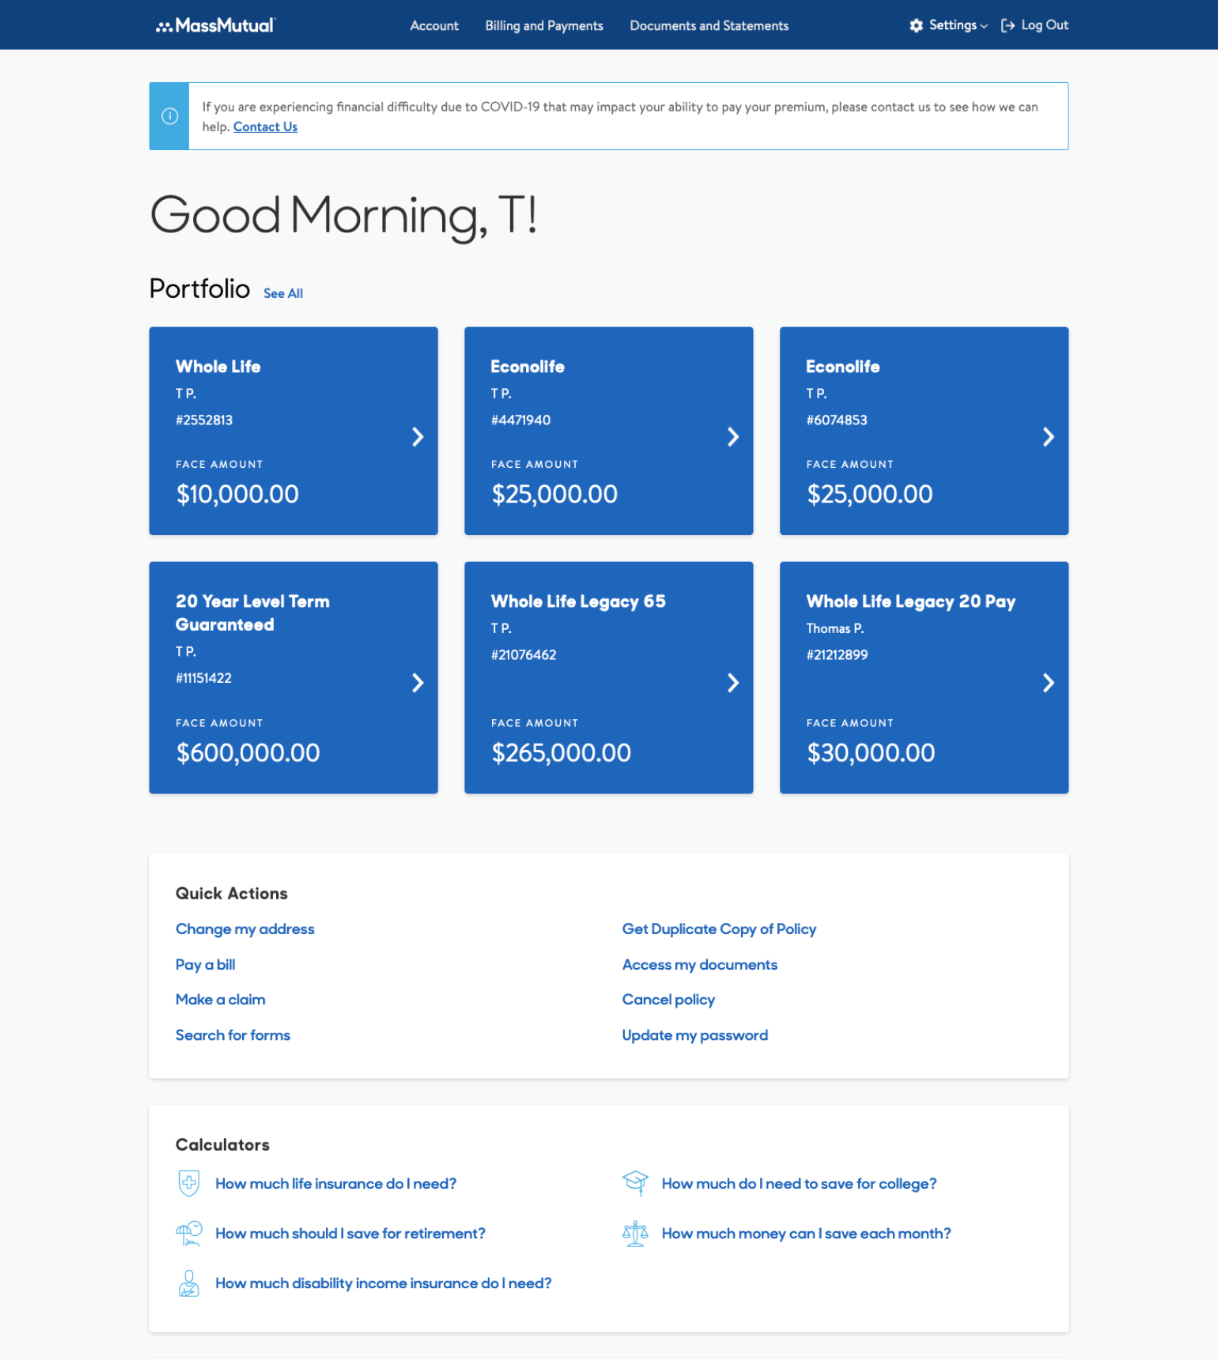 MassMutual
Account
Billing and Payments
Documents and Statements
Settings
Log Out
If you are experiencing financial difficulty due to COVID-19 that may impact your ability to pay your premium, please contact us to see how we can
help. Contact Us
Good Morning, T!
Portfolio See All
Whole Life
T P.
#2552813
FACE AMOUNT
$10,000.00
Econolife
T P.
#4471940
FACE AMOUNT
$25,000.00
Econolife
T P.
#6074853
FACE AMOUNT
$25,000.00
20 Year Level Term
Guaranteed
T P.
#11151422
FACE AMOUNT
$600,000.00
Whole Life Legacy 65
T P.
#21076462
FACE AMOUNT
$265,000.00
Whole Life Legacy 20 Pay
Thomas P.
#21212899
FACE AMOUNT
$30,000.00
Quick Actions
Change my address
Pay a bill
Make a claim
Search for forms
Get Duplicate Copy of Policy
Access my documents
Cancel policy
Update my password
Calculators
How much life insurance do I need?
How much should I save for retirement?
How much disability income insurance do I need?
How much do I need to save for college?
How much money can I save each month?